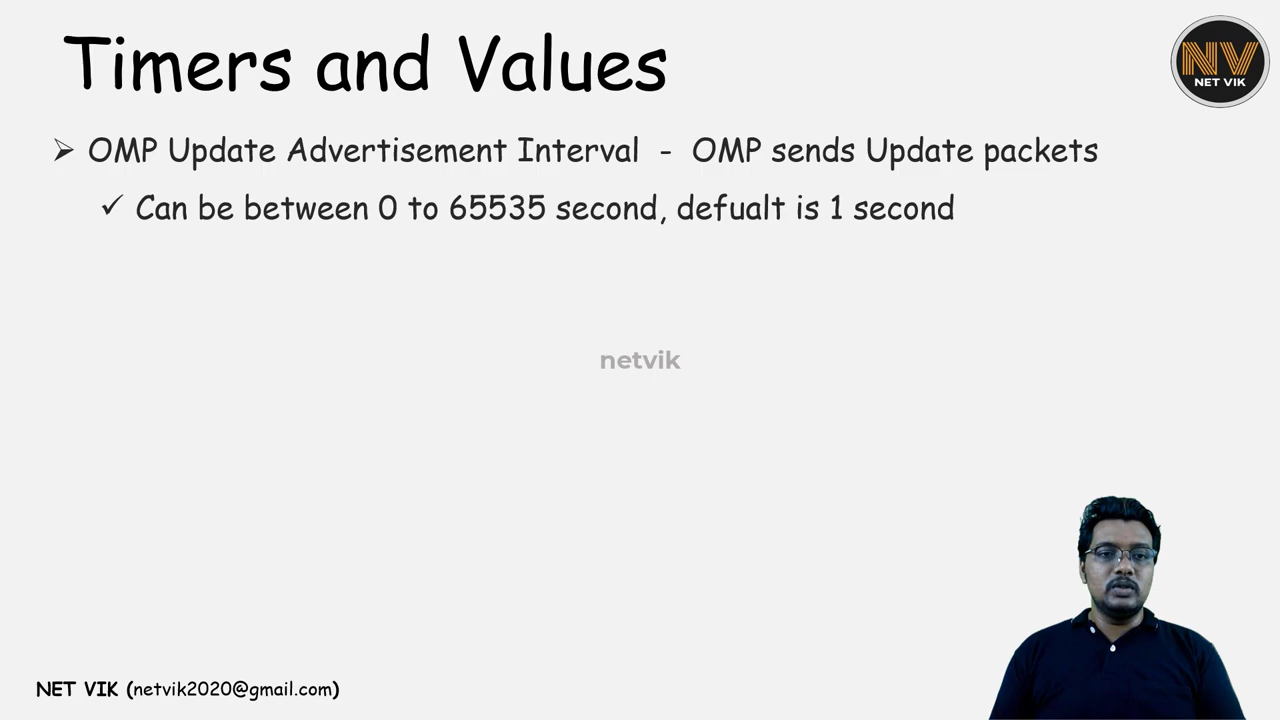 Timers and Values
NV
NET VIK
➢ OMP Update Advertisement Interval - OMP sends Update packets
✓ Can be between 0 to 65535 second, defualt is 1 second
netvik
NET VIK (netvik2020@gmail.com)